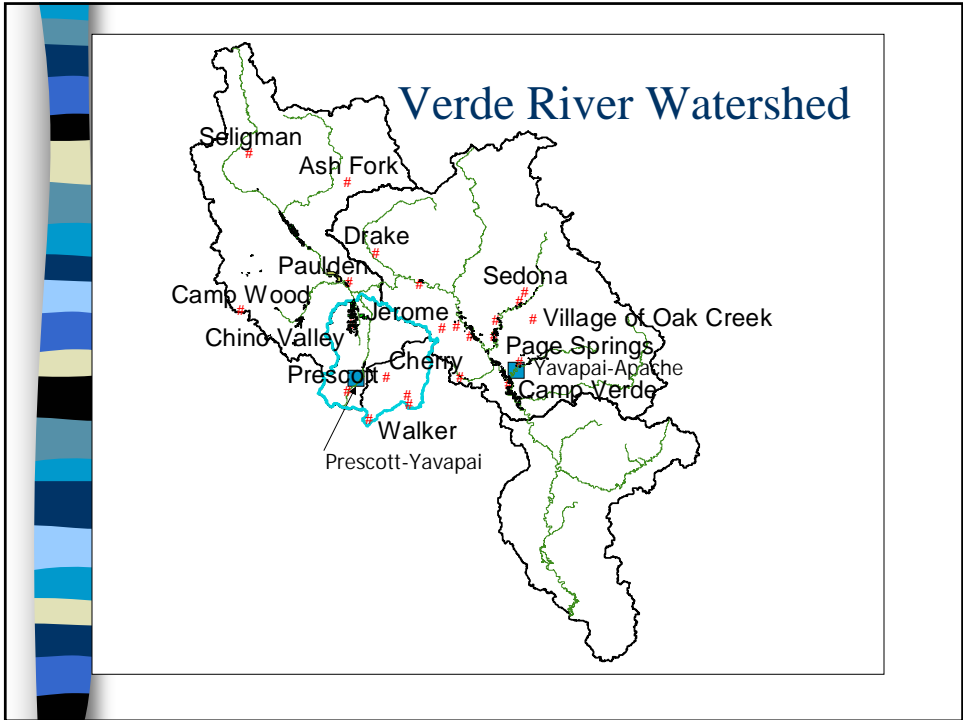 Verde River Watershed
Seligman
Ash Fork
Drake
Paulden
Sedona
Camp Wood
Jerome
Village of Oak Creek
Chino Valley
Page Springs
Cherry
Yavapai-Apache
Prescott
Camp Verde
Walker
Prescott-Yavapai